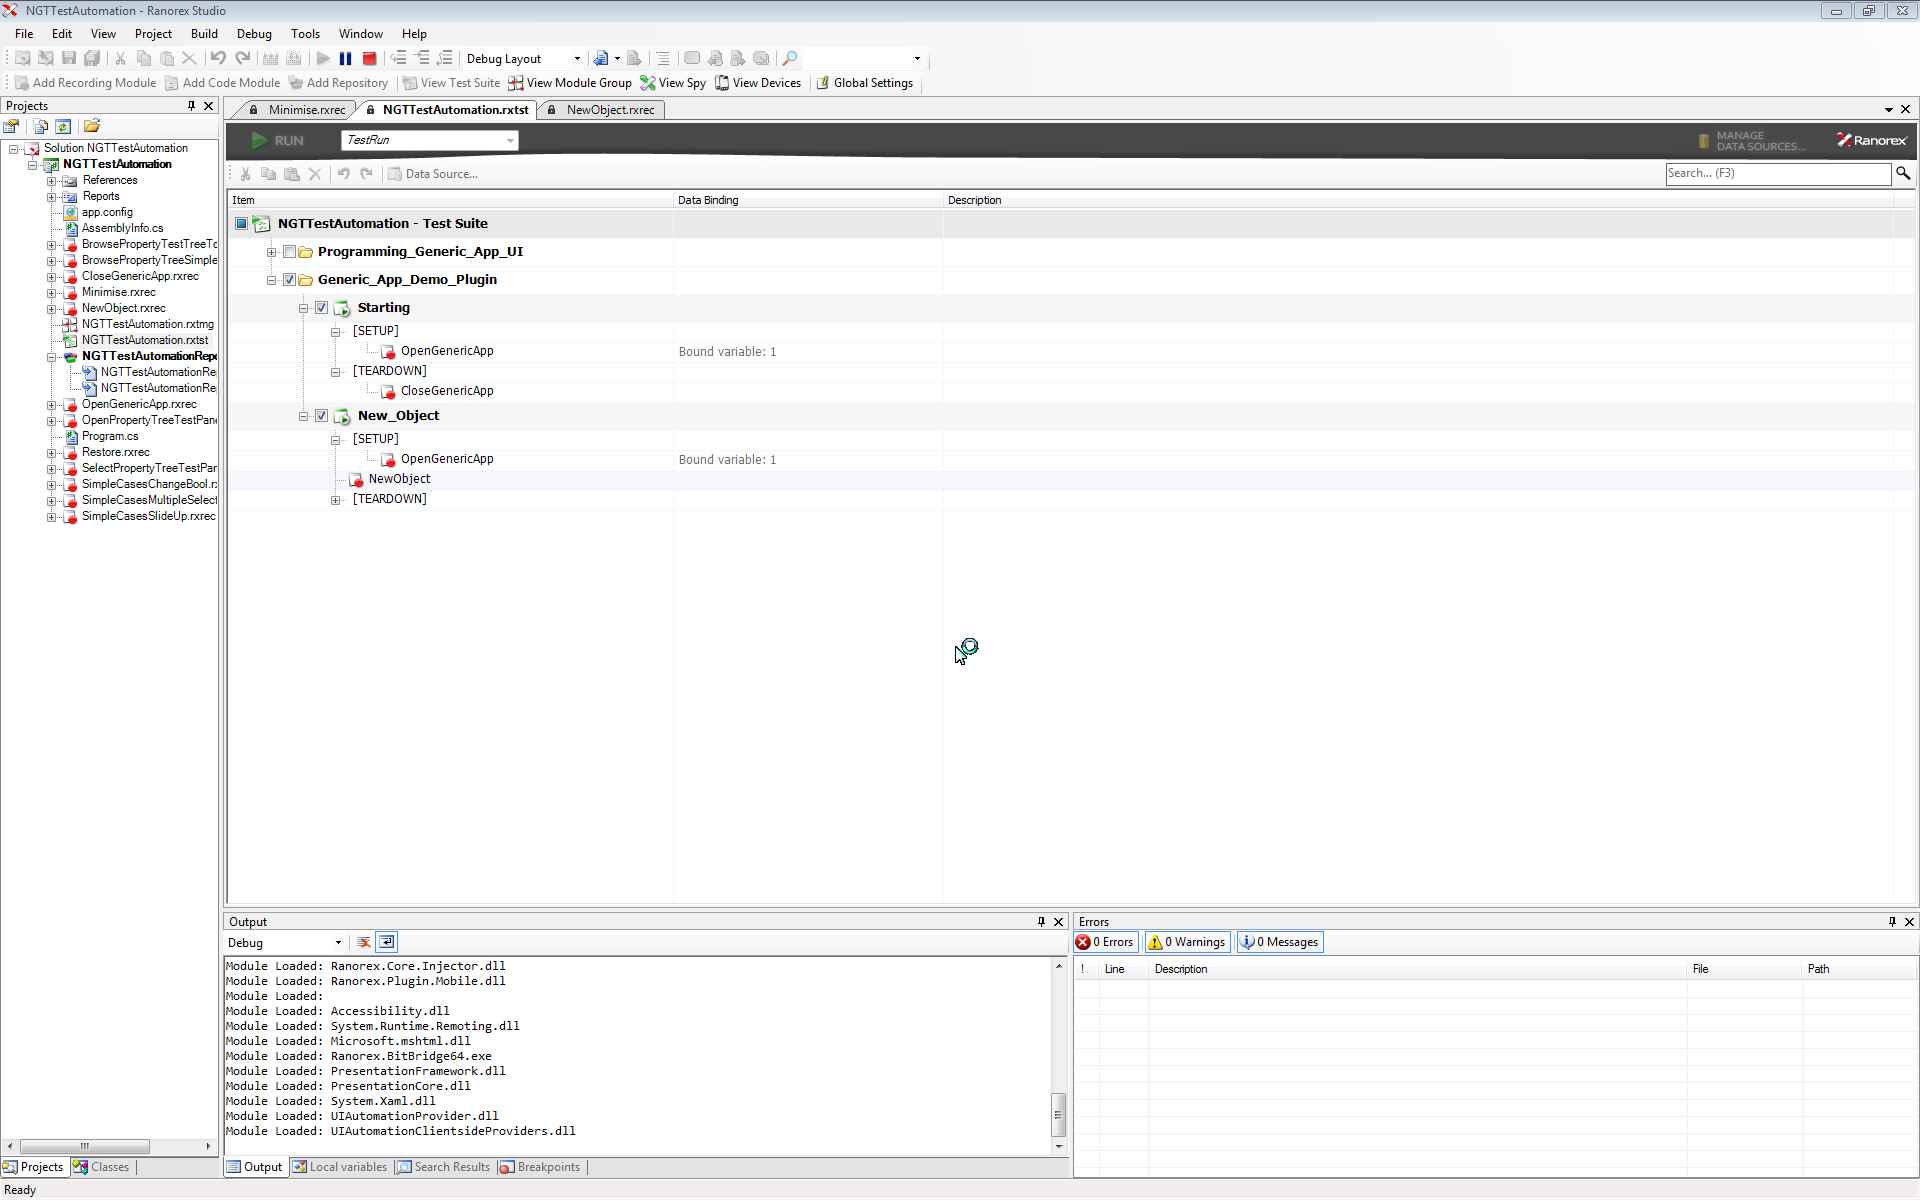 NGTTestAutomation - Ranorex Studio
File Edit View Project Build Debug Tools Window Help
Debug Layout
Add Recording Module Add Code Module Add Repository View Test Suite View Module Group View Spy View Devices Global Settings
Projects
Minimise.rxrec NGTTestAutomation.rxtst NewObject.rxrec
RUN TestRun MANAGE DATA SOURCES... Ranorex
Data Source... Search... (F3)
Solution NGTTestAutomation
NGTTestAutomation
References
Reports
app.config
AssemblyInfo.cs
BrowsePropertyTestTreeTo
BrowsePropertyTreeSimple
CloseGenericApp.rxrec
Minimise.rxrec
NewObject.rxrec
NGTTestAutomation.rxtmg
NGTTestAutomation.rxtst
NGTTestAutomationRepo
NGTTestAutomationRe
NGTTestAutomationRe
OpenGenericApp.rxrec
OpenPropertyTreeTestPane
Program.cs
Restore.rxrec
SelectPropertyTreeTestPan
SimpleCasesChangeBool.rx
SimpleCasesMultipleSelect
SimpleCasesSlideUp.rxrec
Item Data Binding Description
NGTTestAutomation - Test Suite
Programming_Generic_App_UI
Generic_App_Demo_Plugin
Starting
[SETUP]
OpenGenericApp Bound variable: 1
[TEARDOWN]
CloseGenericApp
New_Object
[SETUP]
OpenGenericApp Bound variable: 1
NewObject
[TEARDOWN]
Output
Debug
Module Loaded: Ranorex.Core.Injector.dll
Module Loaded: Ranorex.Plugin.Mobile.dll
Module Loaded:
Module Loaded: Accessibility.dll
Module Loaded: System.Runtime.Remoting.dll
Module Loaded: Microsoft.mshtml.dll
Module Loaded: Ranorex.BitBridge64.exe
Module Loaded: PresentationFramework.dll
Module Loaded: PresentationCore.dll
Module Loaded: System.Xaml.dll
Module Loaded: UIAutomationProvider.dll
Module Loaded: UIAutomationClientsideProviders.dll
Errors
0 Errors 0 Warnings 0 Messages
! Line Description File Path
Projects Classes
Output Local variables Search Results Breakpoints
Ready